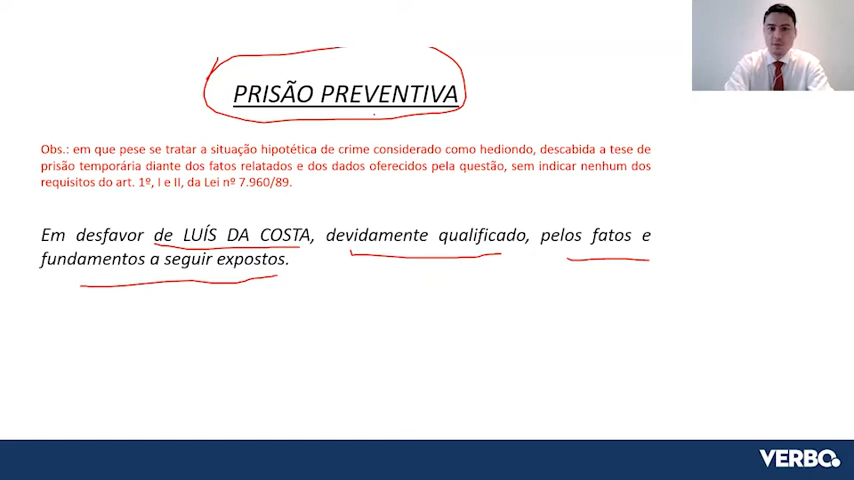 PRISÃO PREVENTIVA
Obs.: em que pese se tratar a situação hipotética de crime considerado como hediondo, descabida a tese de
prisão temporária diante dos fatos relatados e dos dados oferecidos pela questão, sem indicar nenhum dos
requisitos do art. 1º, I e II, da Lei nº 7.960/89.
Em desfavor de LUÍS DA COSTA, devidamente qualificado, pelos fatos e
fundamentos a seguir expostos.
VERBO.